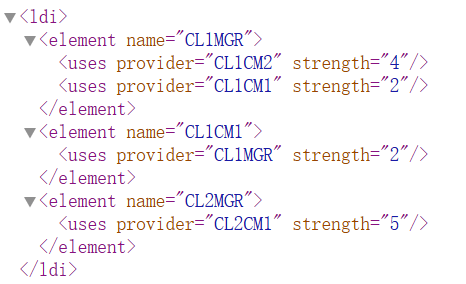 <ldi>
<element name="CL1MGR">
<uses provider="CL1CM2" strength="4"/>
<uses provider="CL1CM1" strength="2"/>
</element>
<element name="CL1CM1">
<uses provider="CL1MGR" strength="2"/>
</element>
<element name="CL2MGR">
<uses provider="CL2CM1" strength="5"/>
</element>
</ldi>